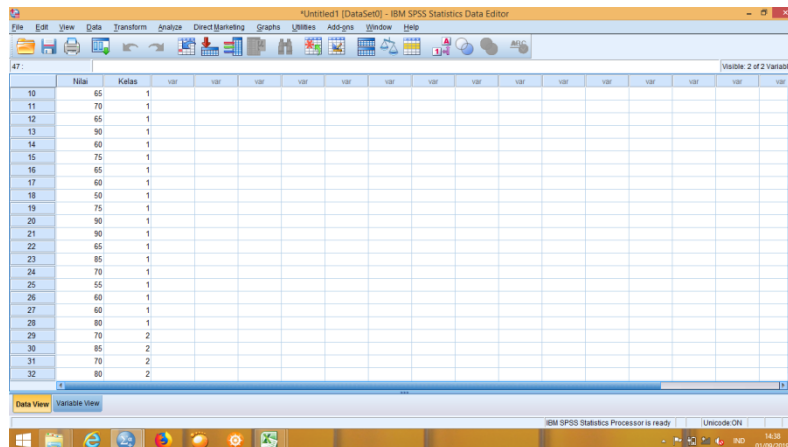 *Untitled1 [DataSet0] - IBM SPSS Statistics Data Editor
File Edit View Data Transform Analyze Direct Marketing Graphs Utilities Add-ons Window Help
47 :
Visible: 2 of 2 Variabl
Nilai Kelas var var var var var var var var var var var var var var
10 65 1
11 70 1
12 65 1
13 90 1
14 60 1
15 75 1
16 65 1
17 60 1
18 50 1
19 75 1
20 90 1
21 90 1
22 65 1
23 85 1
24 70 1
25 55 1
26 60 1
27 60 1
28 80 1
29 70 2
30 85 2
31 70 2
32 80 2
Data View Variable View
IBM SPSS Statistics Processor is ready Unicode:ON
IND 14:38